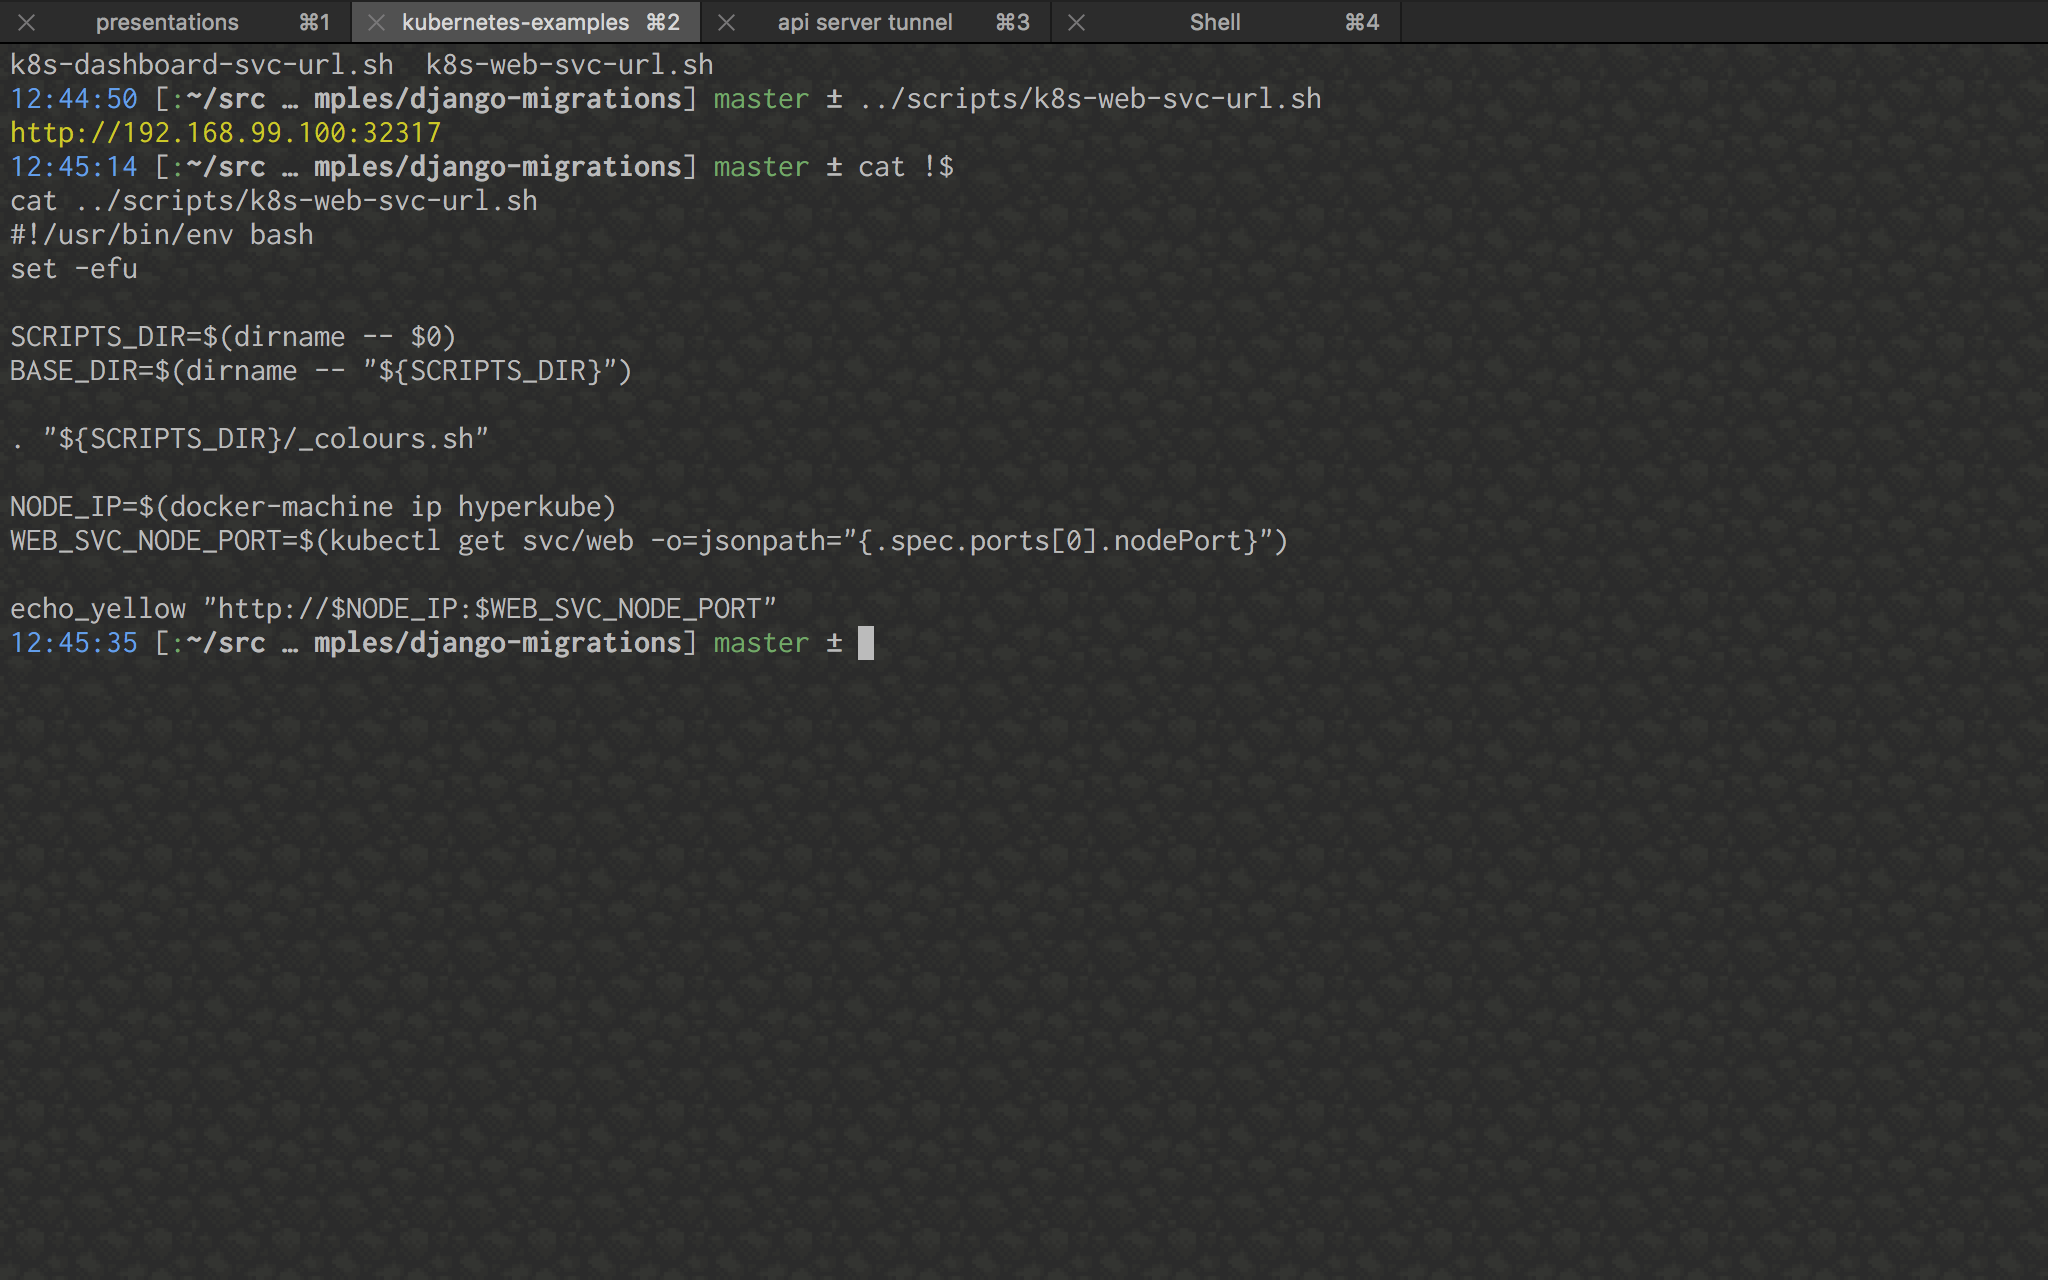 presentations ⌘1 kubernetes-examples ⌘2 api server tunnel ⌘3 Shell ⌘4
k8s-dashboard-svc-url.sh  k8s-web-svc-url.sh
12:44:50 [:~/src … mples/django-migrations] master ± ../scripts/k8s-web-svc-url.sh
http://192.168.99.100:32317
12:45:14 [:~/src … mples/django-migrations] master ± cat !$
cat ../scripts/k8s-web-svc-url.sh
#!/usr/bin/env bash
set -efu
SCRIPTS_DIR=$(dirname -- $0)
BASE_DIR=$(dirname -- "${SCRIPTS_DIR}")
. "${SCRIPTS_DIR}/_colours.sh"
NODE_IP=$(docker-machine ip hyperkube)
WEB_SVC_NODE_PORT=$(kubectl get svc/web -o=jsonpath="{.spec.ports[0].nodePort}")
echo_yellow "http://$NODE_IP:$WEB_SVC_NODE_PORT"
12:45:35 [:~/src … mples/django-migrations] master ±